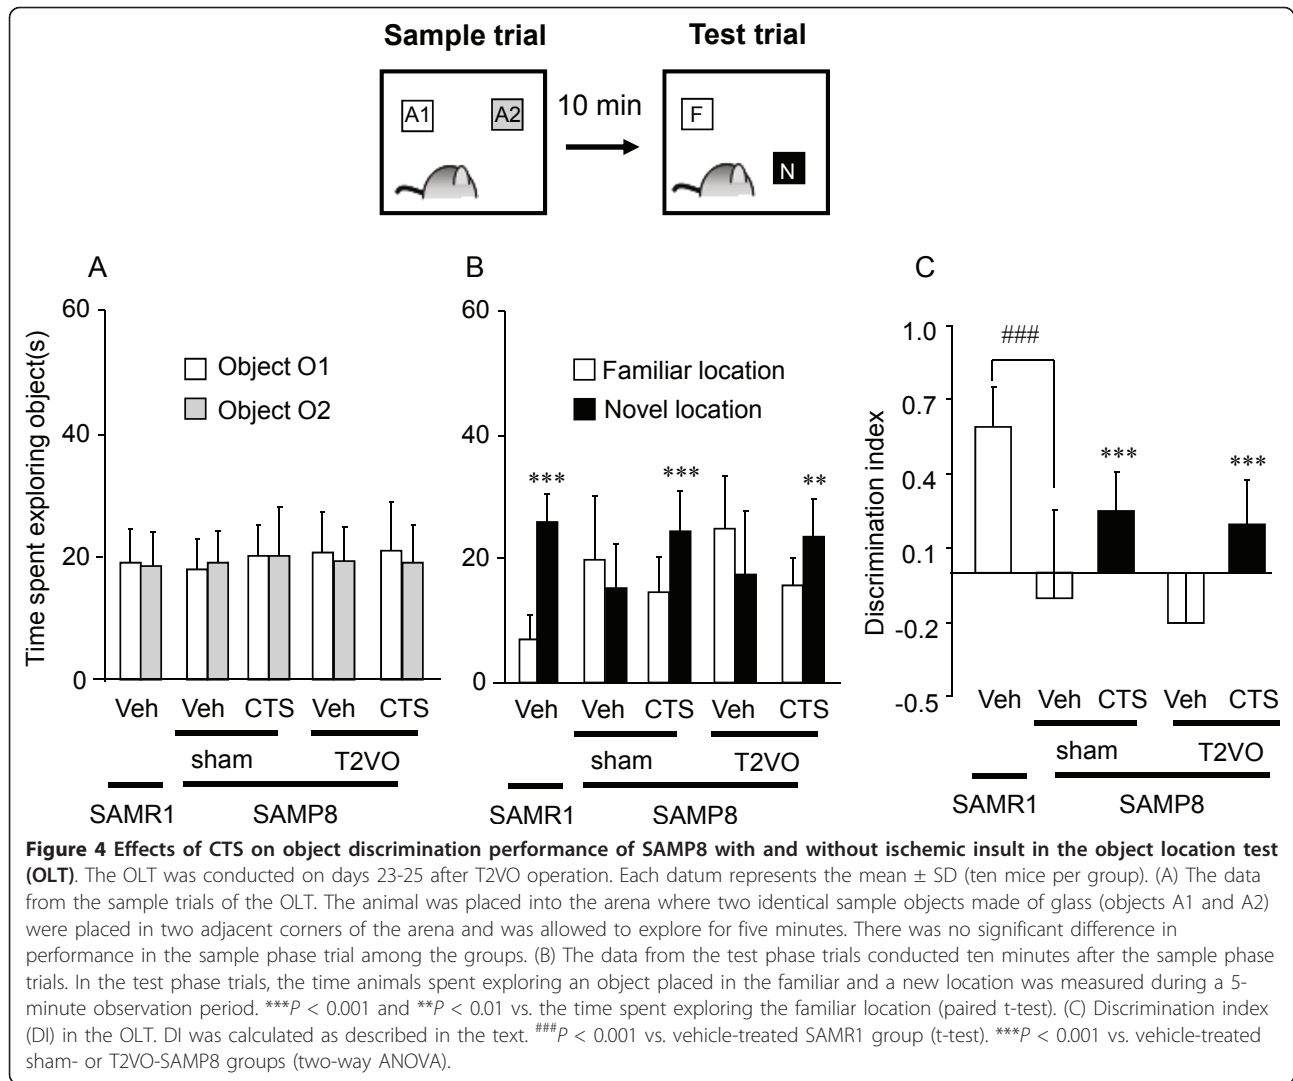 Sample trial
Test trial
A1
A2
10 min
F
N
A
B
C
Time spent exploring object(s)
60
40
20
0
Object O1
Object O2
Veh
Veh
CTS
Veh
CTS
sham
T2VO
SAMR1
SAMP8
60
40
20
0
Familiar location
Novel location
***
***
**
Veh
Veh
CTS
Veh
CTS
sham
T2VO
SAMR1
SAMP8
Discrimination index
1.0
0.7
0.4
0.1
-0.2
-0.5
###
***
***
Veh
Veh
CTS
Veh
CTS
sham
T2VO
SAMR1
SAMP8
Figure 4 Effects of CTS on object discrimination performance of SAMP8 with and without ischemic insult in the object location test
(OLT). The OLT was conducted on days 23-25 after T2VO operation. Each datum represents the mean ± SD (ten mice per group). (A) The data
from the sample trials of the OLT. The animal was placed into the arena where two identical sample objects made of glass (objects A1 and A2)
were placed in two adjacent corners of the arena and was allowed to explore for five minutes. There was no significant difference in
performance in the sample phase trial among the groups. (B) The data from the test phase trials conducted ten minutes after the sample phase
trials. In the test phase trials, the time animals spent exploring an object placed in the familiar and a new location was measured during a 5-
minute observation period. ***P < 0.001 and **P < 0.01 vs. the time spent exploring the familiar location (paired t-test). (C) Discrimination index
(DI) in the OLT. DI was calculated as described in the text. ###P < 0.001 vs. vehicle-treated SAMR1 group (t-test). ***P < 0.001 vs. vehicle-treated
sham- or T2VO-SAMP8 groups (two-way ANOVA).